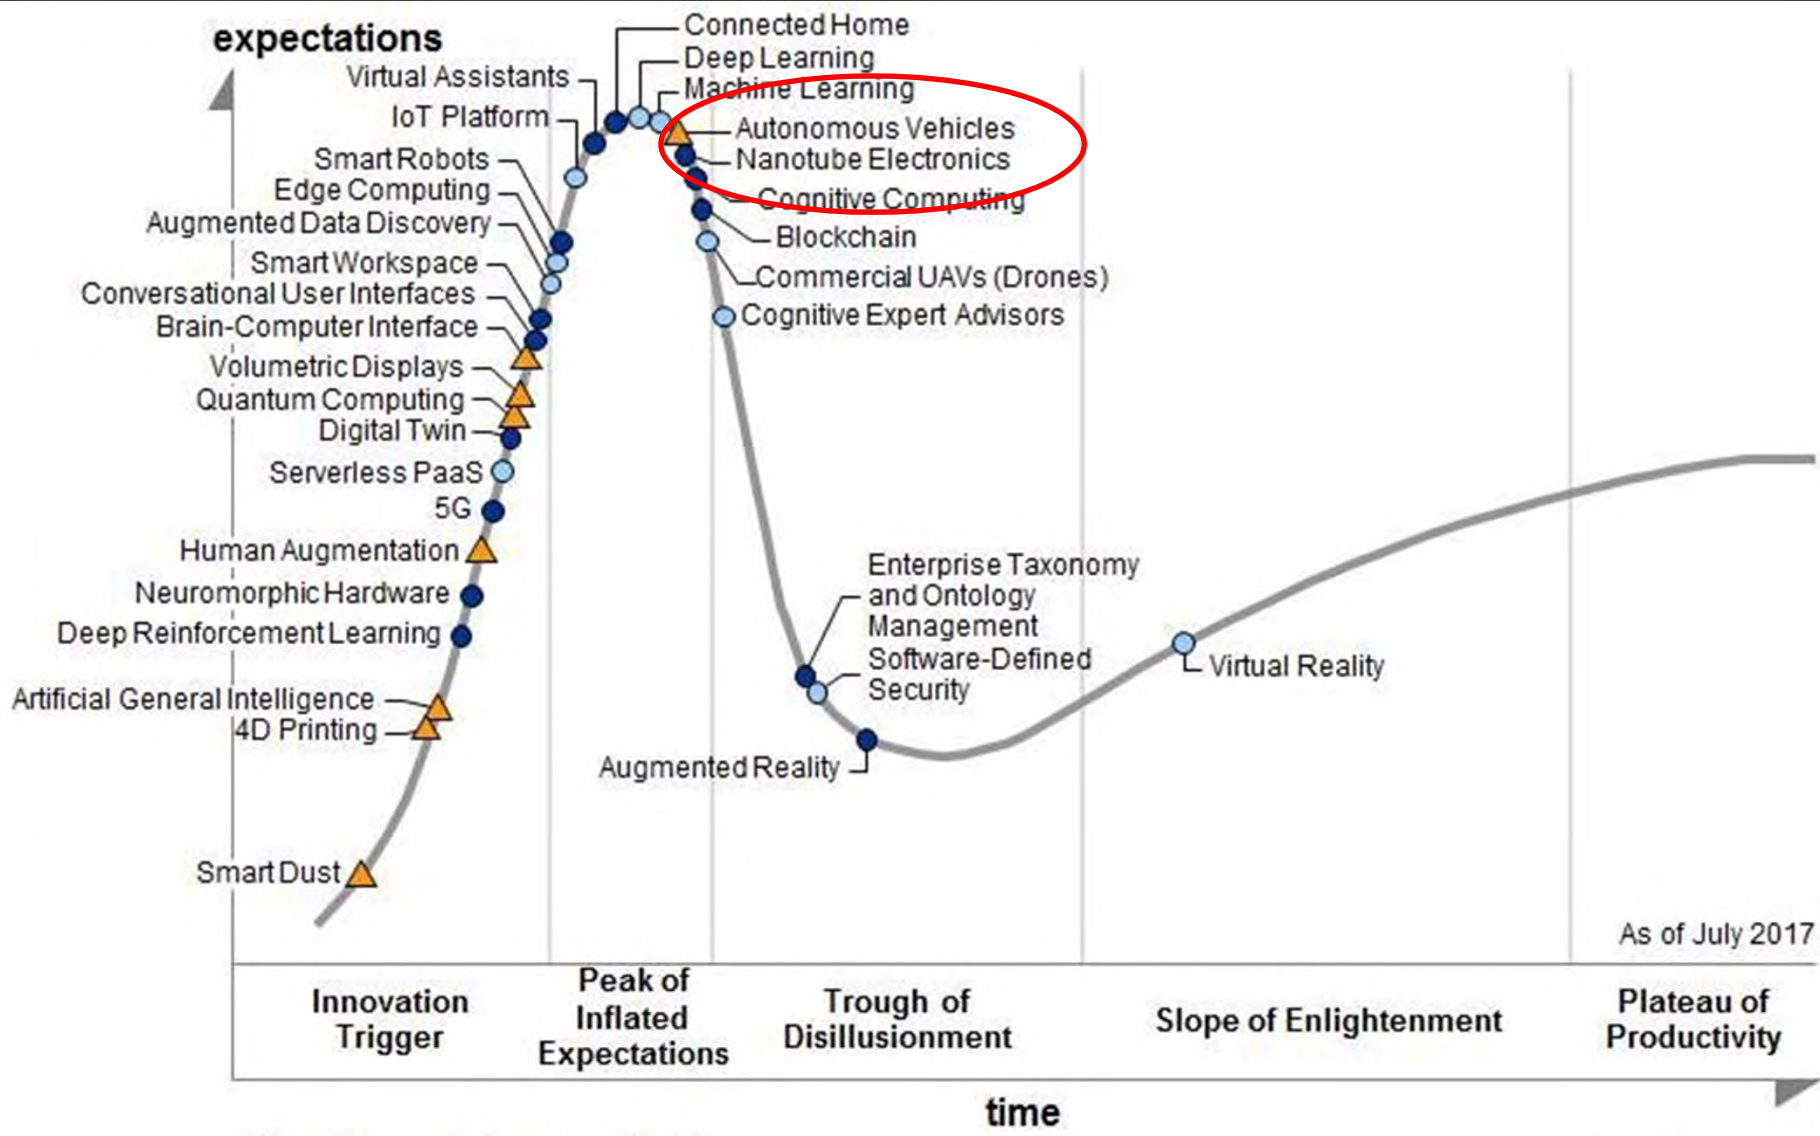 expectations
Connected Home
Deep Learning
Virtual Assistants
Machine Learning
IoT Platform
Autonomous Vehicles
Smart Robots
Nanotube Electronics
Edge Computing
Cognitive Computing
Augmented Data Discovery
Blockchain
Smart Workspace
Commercial UAVs (Drones)
Conversational User Interfaces
Cognitive Expert Advisors
Brain-Computer Interface
Volumetric Displays
Quantum Computing
Digital Twin
Serverless PaaS
5G
Human Augmentation
Neuromorphic Hardware
Deep Reinforcement Learning
Artificial General Intelligence
4D Printing
Smart Dust
Enterprise Taxonomy
and Ontology
Management
Software-Defined
Security
Augmented Reality
Virtual Reality
As of July 2017
Innovation
Trigger
Peak of
Inflated
Expectations
Trough of
Disillusionment
Slope of Enlightenment
Plateau of
Productivity
time